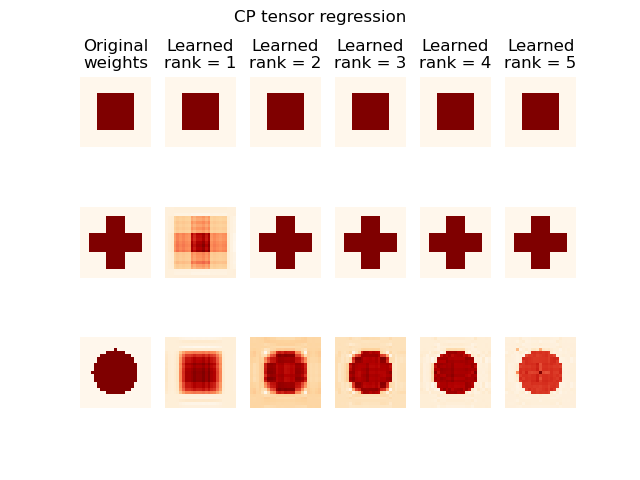 CP tensor regression
Original weights
Learned rank = 1
Learned rank = 2
Learned rank = 3
Learned rank = 4
Learned rank = 5